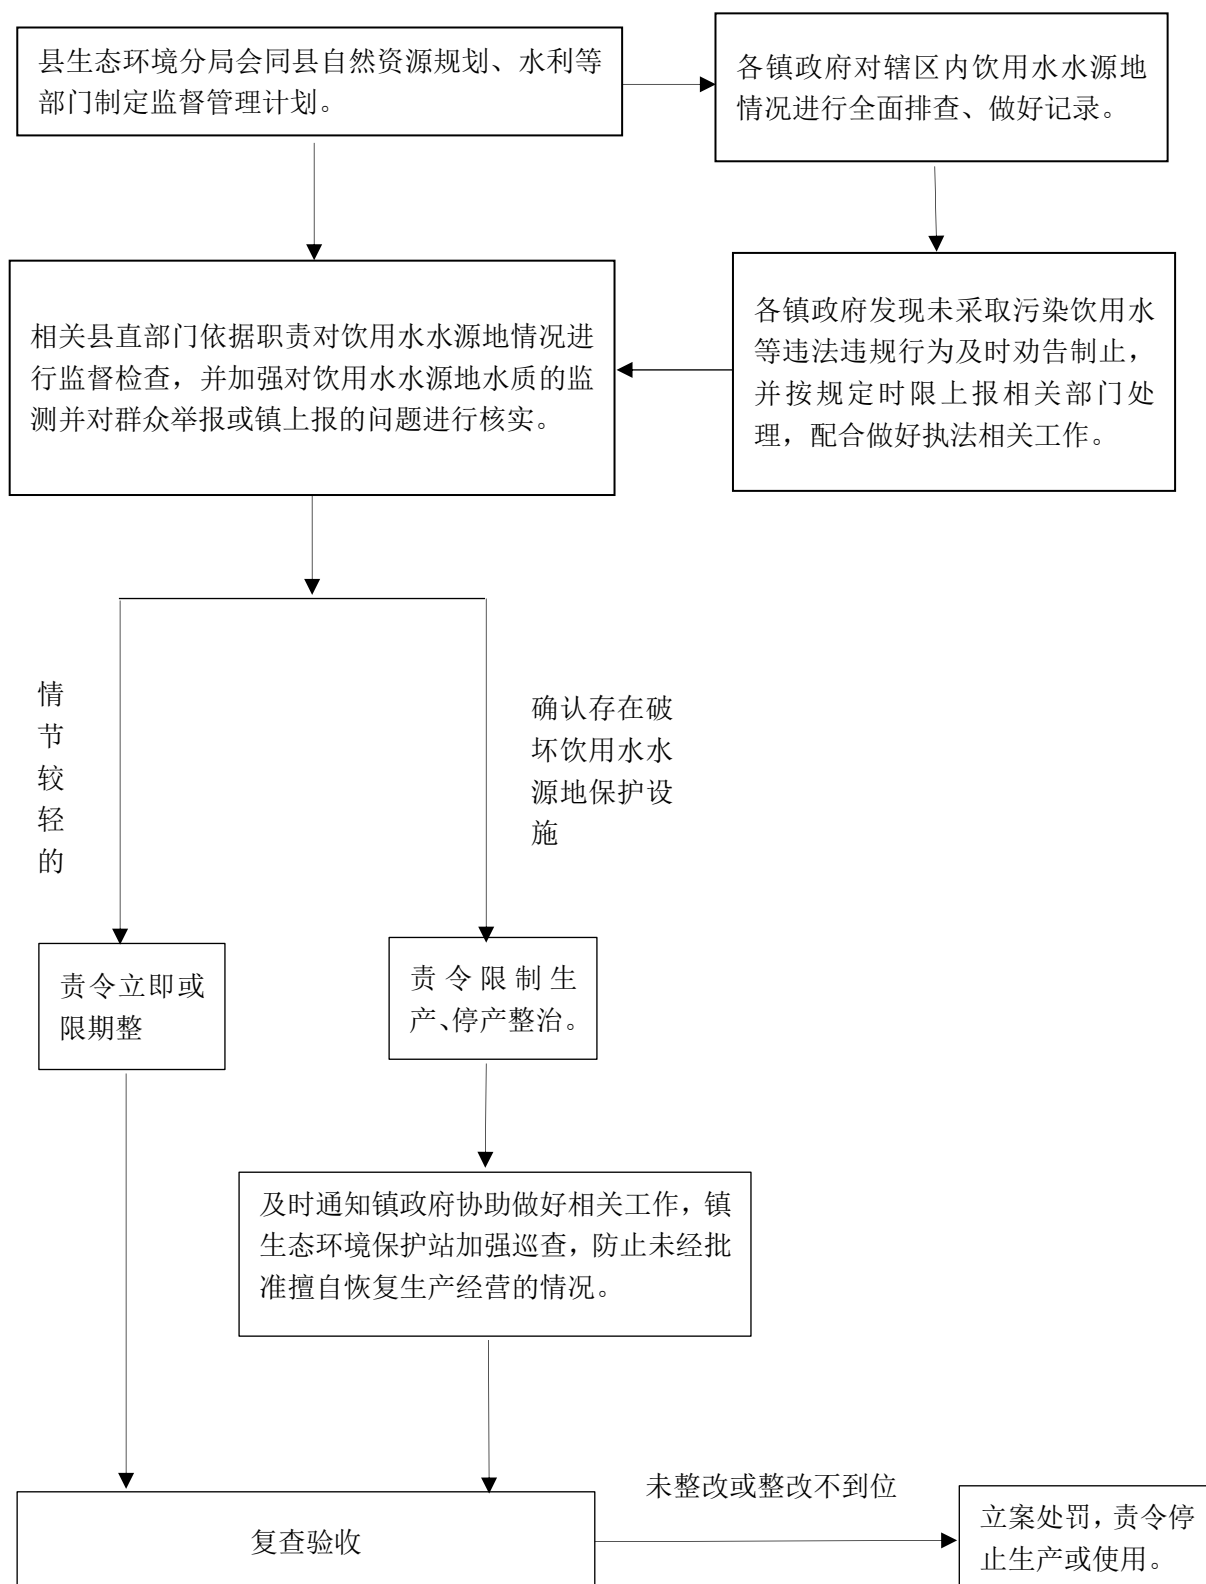 县生态环境分局会同县自然资源规划、水利等
部门制定监督管理计划。
各镇政府对辖区内饮用水水源地
情况进行全面排查、做好记录。
相关县直部门依据职责对饮用水水源地情况进
行监督检查，并加强对饮用水水源地水质的监
测并对群众举报或镇上报的问题进行核实。
各镇政府发现未采取污染饮用水
等违法违规行为及时劝告制止，
并按规定时限上报相关部门处
理，配合做好执法相关工作。
情
节
较
轻
的
确认存在破
坏饮用水水
源地保护设
施
责令立即或
限期整
责令限制生
产、停产整治。
及时通知镇政府协助做好相关工作，镇
生态环境保护站加强巡查，防止未经批
准擅自恢复生产经营的情况。
复查验收
未整改或整改不到位
立案处罚，责令停
止生产或使用。